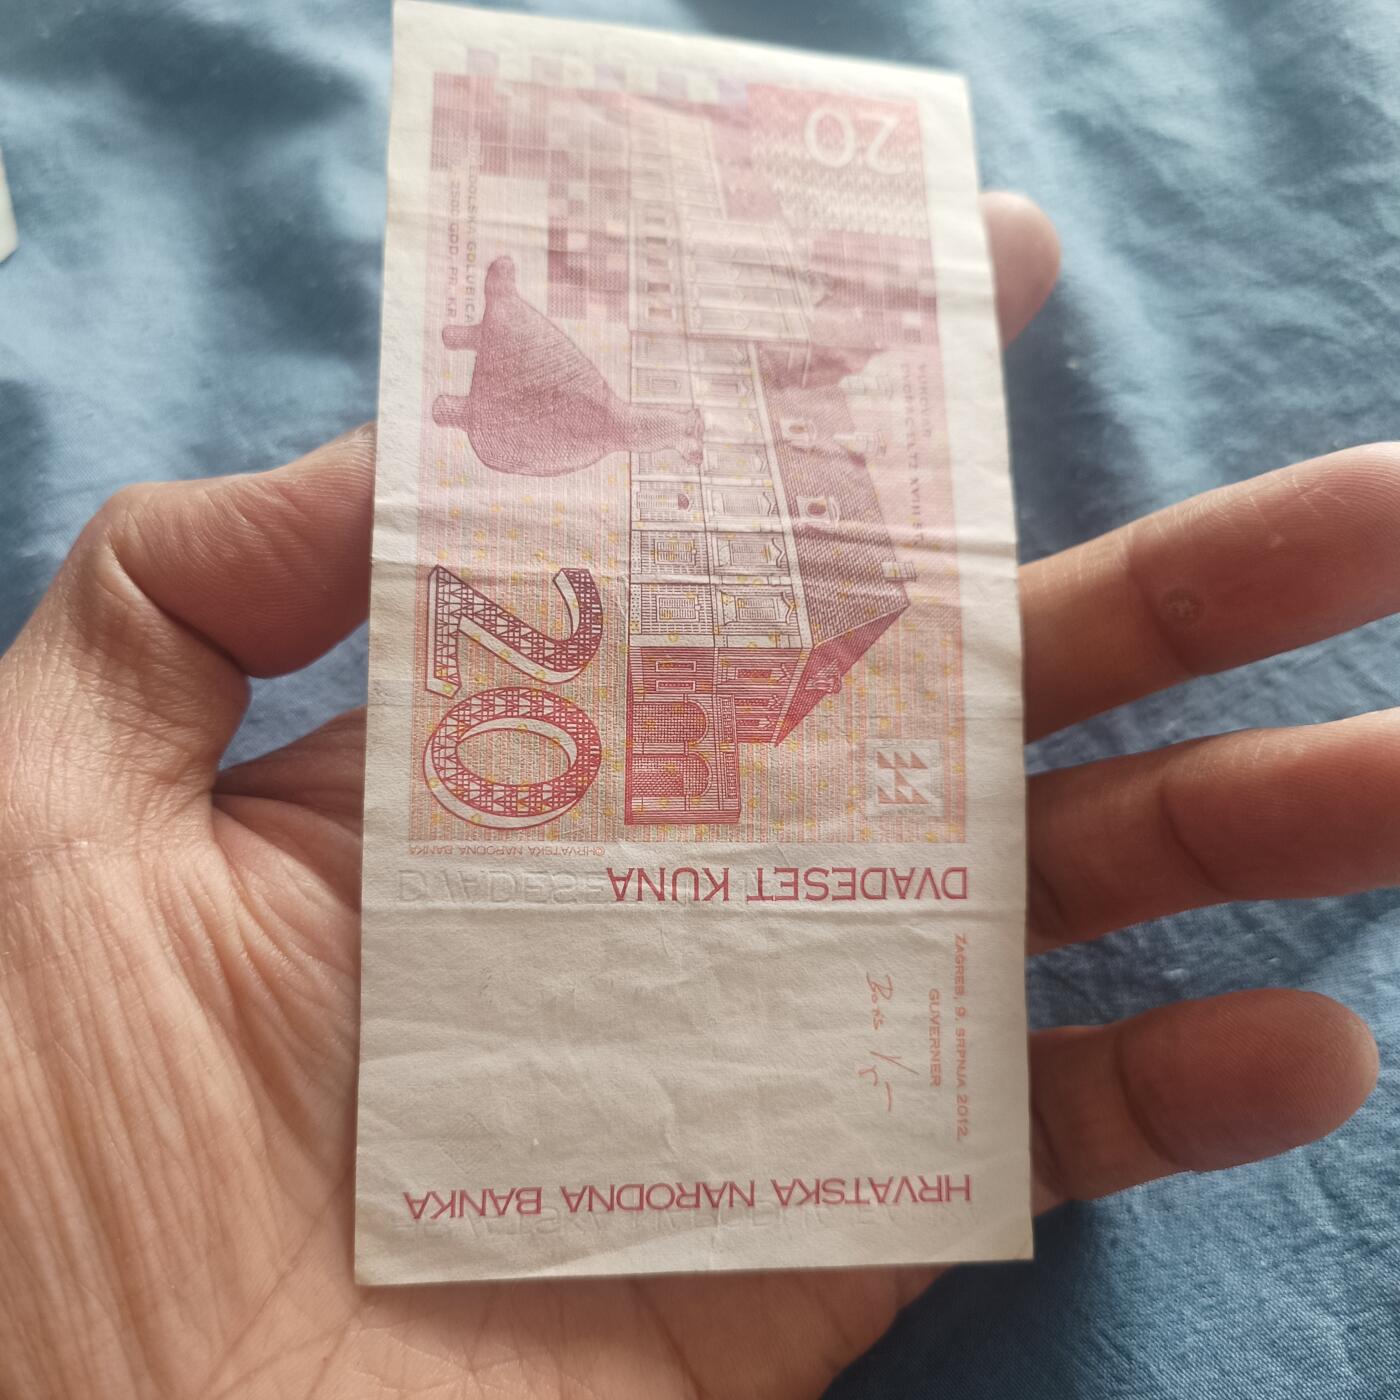 HRVATSKA NARODNA BANKA
ZAGREB, 9. SRPNJA 2012.
GUVERNER
DVADESET KUNA
©HRVATSKA NARODNA BANKA
20
VUKOVAR
DVORAC ELTZ XVIII ST.
20
VUČEDOLSKA GOLUBICA
2500 GOD. PR. KR.